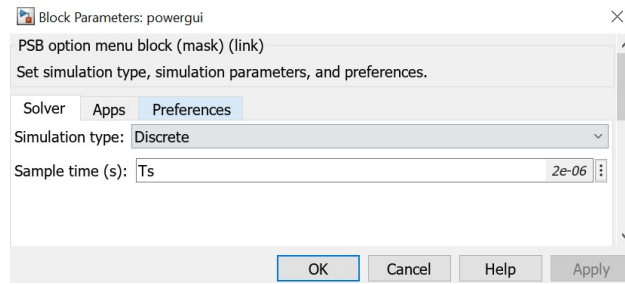 Block Parameters: powergui
PSB option menu block (mask) (link)
Set simulation type, simulation parameters, and preferences.
Solver Apps Preferences
Simulation type: Discrete
Sample time (s): Ts 2e-06
OK Cancel Help Apply